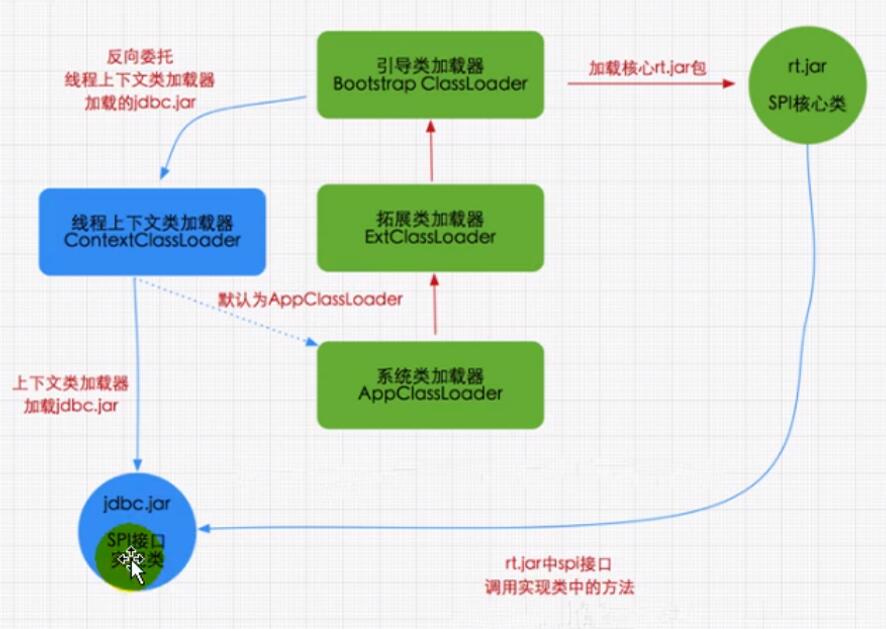 反向委托
线程上下文类加载器
加载的jdbc.jar
引导类加载器
Bootstrap ClassLoader
加载核心rt.jar包
rt.jar
SPI核心类
线程上下文类加载器
ContextClassLoader
拓展类加载器
ExtClassLoader
默认为AppClassLoader
系统类加载器
AppClassLoader
上下文类加载器
加载jdbc.jar
jdbc.jar
SPI接口
实现类
rt.jar中spi接口
调用实现类中的方法